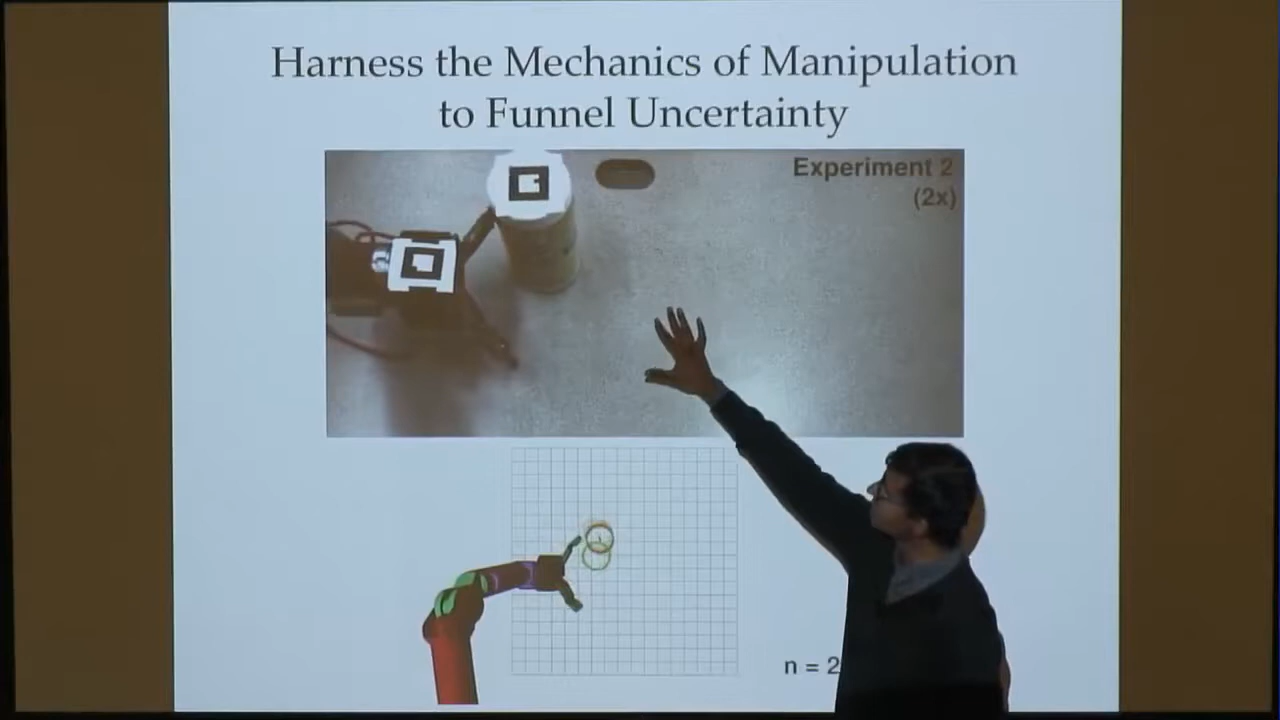 Harness the Mechanics of Manipulation
to Funnel Uncertainty
Experiment 2
(2x)
n = 2